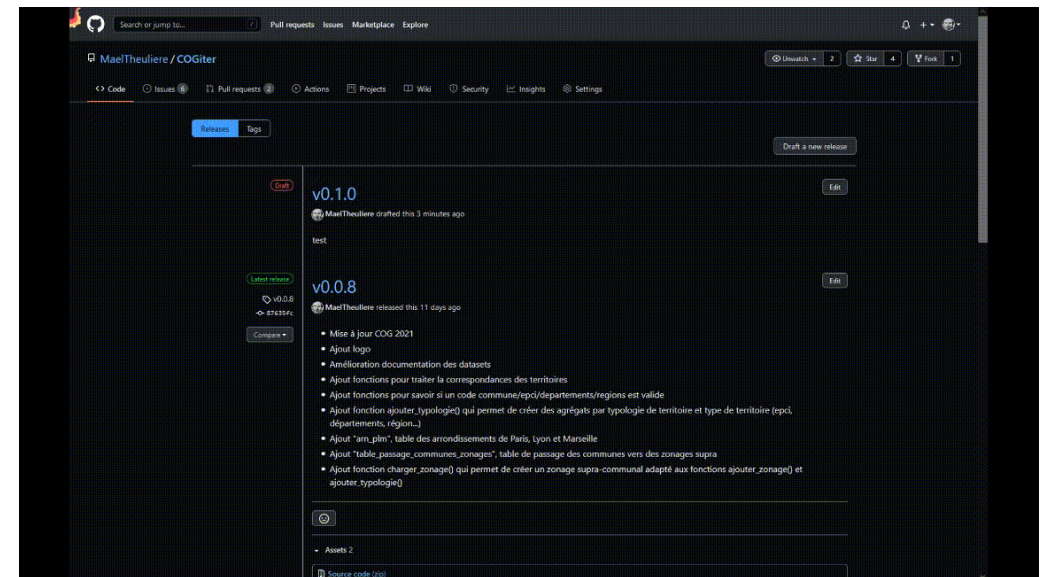 Search or jump to... / Pull requests Issues Marketplace Explore
MaelTheuliere / COGiter Unwatch 2 Star 4 Fork 1
Code Issues 6 Pull requests 2 Actions Projects Wiki Security Insights Settings
Releases Tags
Draft a new release
Draft
v0.1.0 Edit
MaelTheuliere drafted this 3 minutes ago
test
Latest release
v0.0.8 Edit
v0.0.8
MaelTheuliere released this 11 days ago
87635fc
Compare
• Mise à jour COG 2021
• Ajout logo
• Amélioration documentation des datasets
• Ajout fonctions pour traiter la correspondances des territoires
• Ajout fonctions pour savoir si un code commune/epci/departements/regions est valide
• Ajout fonction ajouter_typologie() qui permet de créer des agrégats par typologie de territoire et type de territoire (epci,
départements, région...)
• Ajout "arn_plm", table des arrondissements de Paris, Lyon et Marseille
• Ajout "table_passage_communes_zonages", table de passage des communes vers des zonages supra
• Ajout fonction charger_zonage() qui permet de créer un zonage supra-communal adapté aux fonctions ajouter_zonage() et
ajouter_typologie()
Assets 2
Source code (zip)